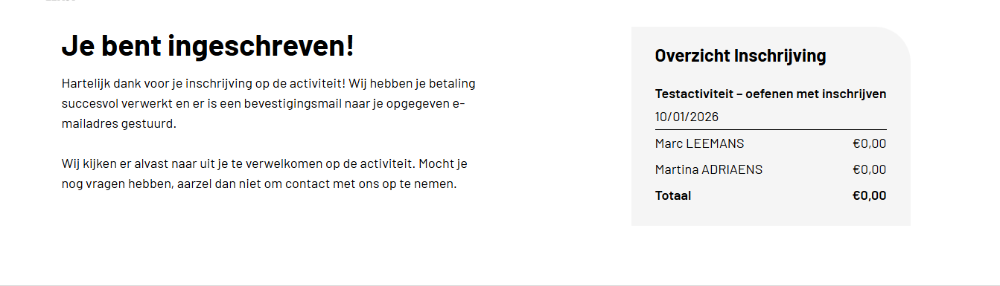 Je bent ingeschreven!
Hartelijk dank voor je inschrijving op de activiteit! Wij hebben je betaling
succesvol verwerkt en er is een bevestigingsmail naar je opgegeven e-
mailadres gestuurd.
Wij kijken er alvast naar uit je te verwelkomen op de activiteit. Mocht je
nog vragen hebben, aarzel dan niet om contact met ons op te nemen.
Overzicht Inschrijving
Testactiviteit – oefenen met inschrijven
10/01/2026
Marc LEEMANS €0,00
Martina ADRIAENS €0,00
Totaal €0,00